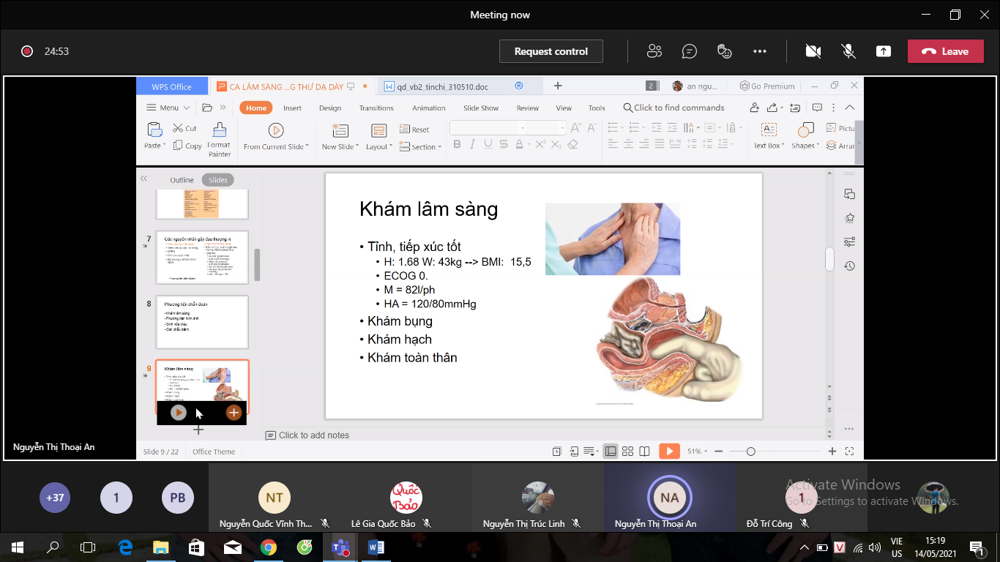 Meeting now
24:53
Request control
Leave
WPS Office
CA LÂM SÀNG ...G THƯ DẠ DÀY
qd_vb2_tinchi_310510.doc
2
an ngu...
Go Premium
Menu
Home
Insert
Design
Transitions
Animation
Slide Show
Review
View
Tools
Click to find commands
Paste
Cut
Copy
Format
Painter
From Current Slide
New Slide
Layout
Reset
Section
Text Box
Shapes
Pictu
Arrar
Outline
Slides
7
Các nguyên nhân gây đau thượng vị
8
Phương tiện chẩn đoán
• Khám lâm sàng
• Phương tiện hình ảnh
• Sinh hóa máu
• Giải phẫu bệnh
9
Khám lâm sàng
Khám lâm sàng
• Tỉnh, tiếp xúc tốt
• H: 1.68 W: 43kg --> BMI: 15,5
• ECOG 0.
• M = 82l/ph
• HA = 120/80mmHg
• Khám bụng
• Khám hạch
• Khám toàn thân
Click to add notes
Slide 9 / 22
Office Theme
51%
Nguyễn Thị Thoại An
+37
1
PB
NT
Nguyễn Quốc Vĩnh Th...
Quốc
Bảo
Lê Gia Quốc Bảo
Nguyễn Thị Trúc Linh
NA
Nguyễn Thị Thoại An
1
Đỗ Trí Công
Activate Windows
Go to Settings to activate Windows.
VIE
US
15:19
14/05/2021
1